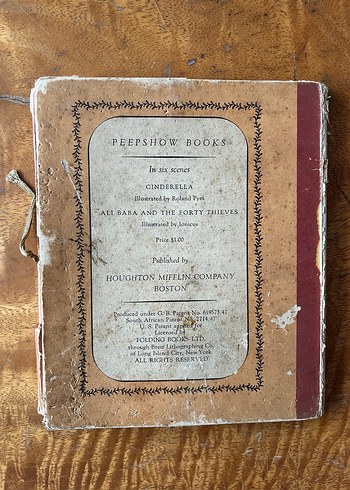 PEEPSHOW BOOKS
In six scenes
CINDERELLA
Illustrated by Roland Pym
ALI BABA AND THE FORTY THIEVES
Illustrated by Ionicus
Price $1.00
Published by
HOUGHTON MIFFLIN COMPANY
BOSTON
Produced under G.B. Patent No.
South African Patent No. 2214/47
U. S. Patent applied for
Licensed by
FOLDING BOOKS LTD.
through Brett Lithographing Co.
of Long Island City, New York
ALL RIGHTS RESERVED